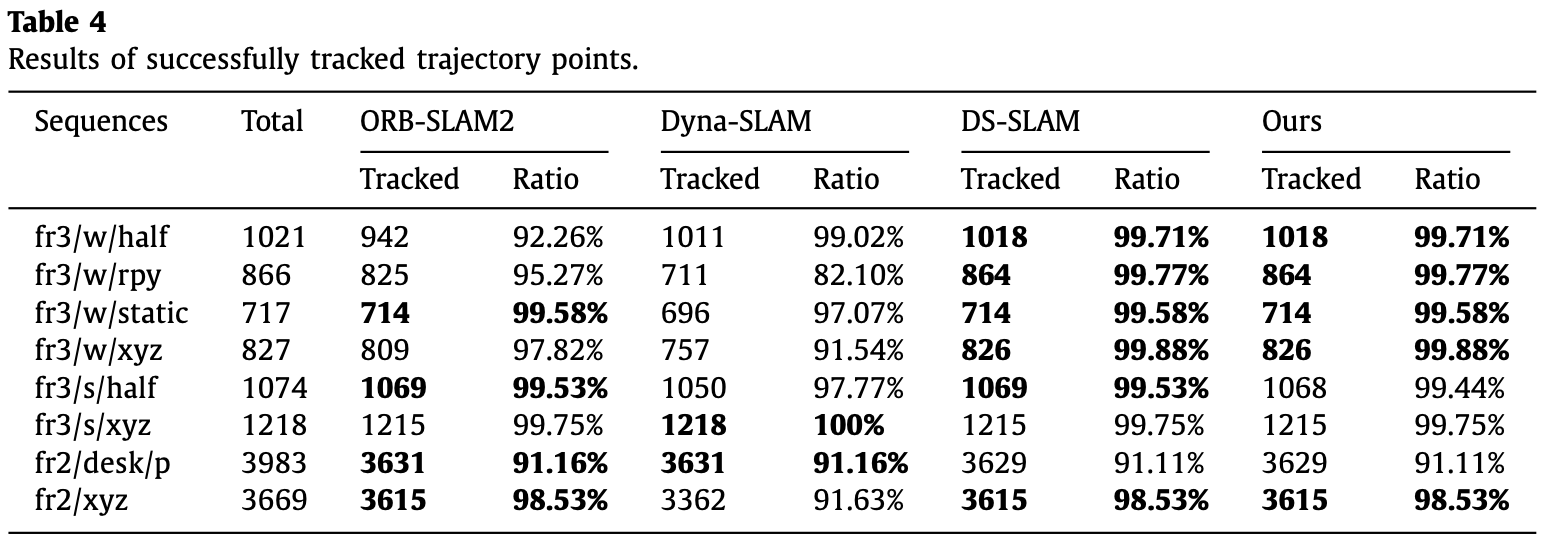 Table 4
Results of successfully tracked trajectory points.
Sequences Total ORB-SLAM2 Dyna-SLAM DS-SLAM Ours
Tracked Ratio Tracked Ratio Tracked Ratio Tracked Ratio
fr3/w/half 1021 942 92.26% 1011 99.02% 1018 99.71% 1018 99.71%
fr3/w/rpy 866 825 95.27% 711 82.10% 864 99.77% 864 99.77%
fr3/w/static 717 714 99.58% 696 97.07% 714 99.58% 714 99.58%
fr3/w/xyz 827 809 97.82% 757 91.54% 826 99.88% 826 99.88%
fr3/s/half 1074 1069 99.53% 1050 97.77% 1069 99.53% 1068 99.44%
fr3/s/xyz 1218 1215 99.75% 1218 100% 1215 99.75% 1215 99.75%
fr2/desk/p 3983 3631 91.16% 3631 91.16% 3629 91.11% 3629 91.11%
fr2/xyz 3669 3615 98.53% 3362 91.63% 3615 98.53% 3615 98.53%